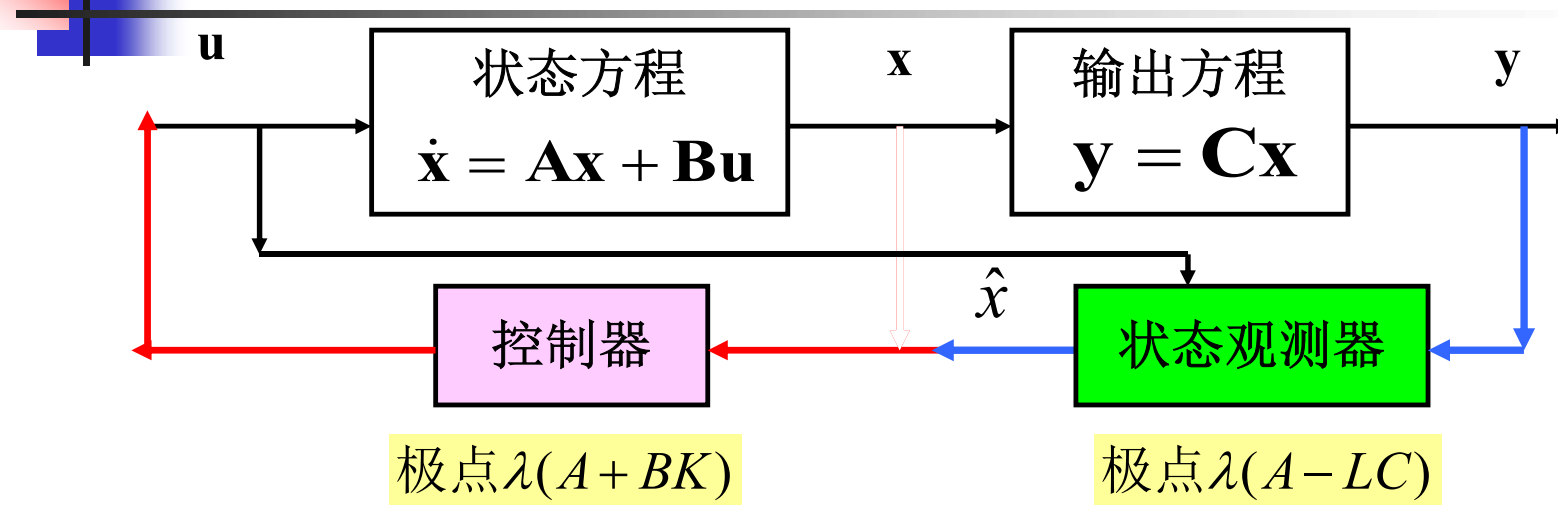 u
状态方程
ẋ = Ax + Bu
x
输出方程
y = Cx
y
x̂
控制器
状态观测器
极点λ(A + BK)
极点λ(A − LC)